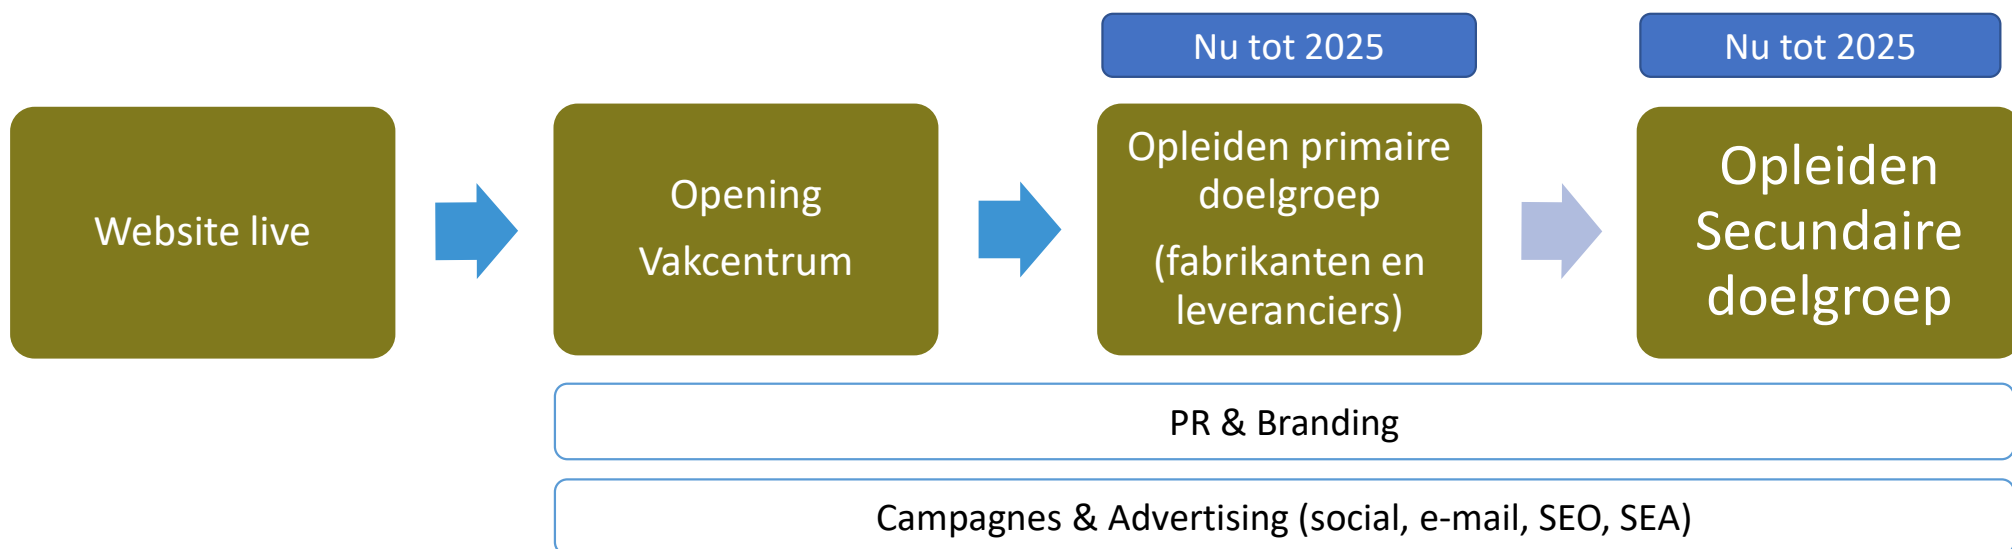 Nu tot 2025
Nu tot 2025
Website live
Opening
Vakcentrum
Opleiden primaire
doelgroep
(fabrikanten en
leveranciers)
Opleiden
Secundaire
doelgroep
PR & Branding
Campagnes & Advertising (social, e-mail, SEO, SEA)